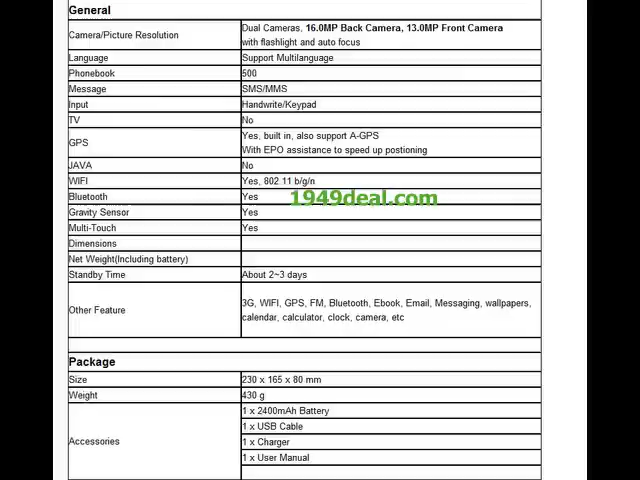 General
Camera/Picture Resolution
Dual Cameras, 16.0MP Back Camera, 13.0MP Front Camera
with flashlight and auto focus
Language
Support Multilanguage
Phonebook
500
Message
SMS/MMS
Input
Handwrite/Keypad
TV
No
GPS
Yes, built in, also support A-GPS
With EPO assistance to speed up postioning
JAVA
No
WIFI
Yes, 802.11 b/g/n
Bluetooth
Yes
1949deal.com
Gravity Sensor
Yes
Multi-Touch
Yes
Dimensions
Net Weight(Including battery)
Standby Time
About 2~3 days
Other Feature
3G, WIFI, GPS, FM, Bluetooth, Ebook, Email, Messaging, wallpapers,
calendar, calculator, clock, camera, etc
Package
Size
230 x 165 x 80 mm
Weight
430 g
Accessories
1 x 2400mAh Battery
1 x USB Cable
1 x Charger
1 x User Manual